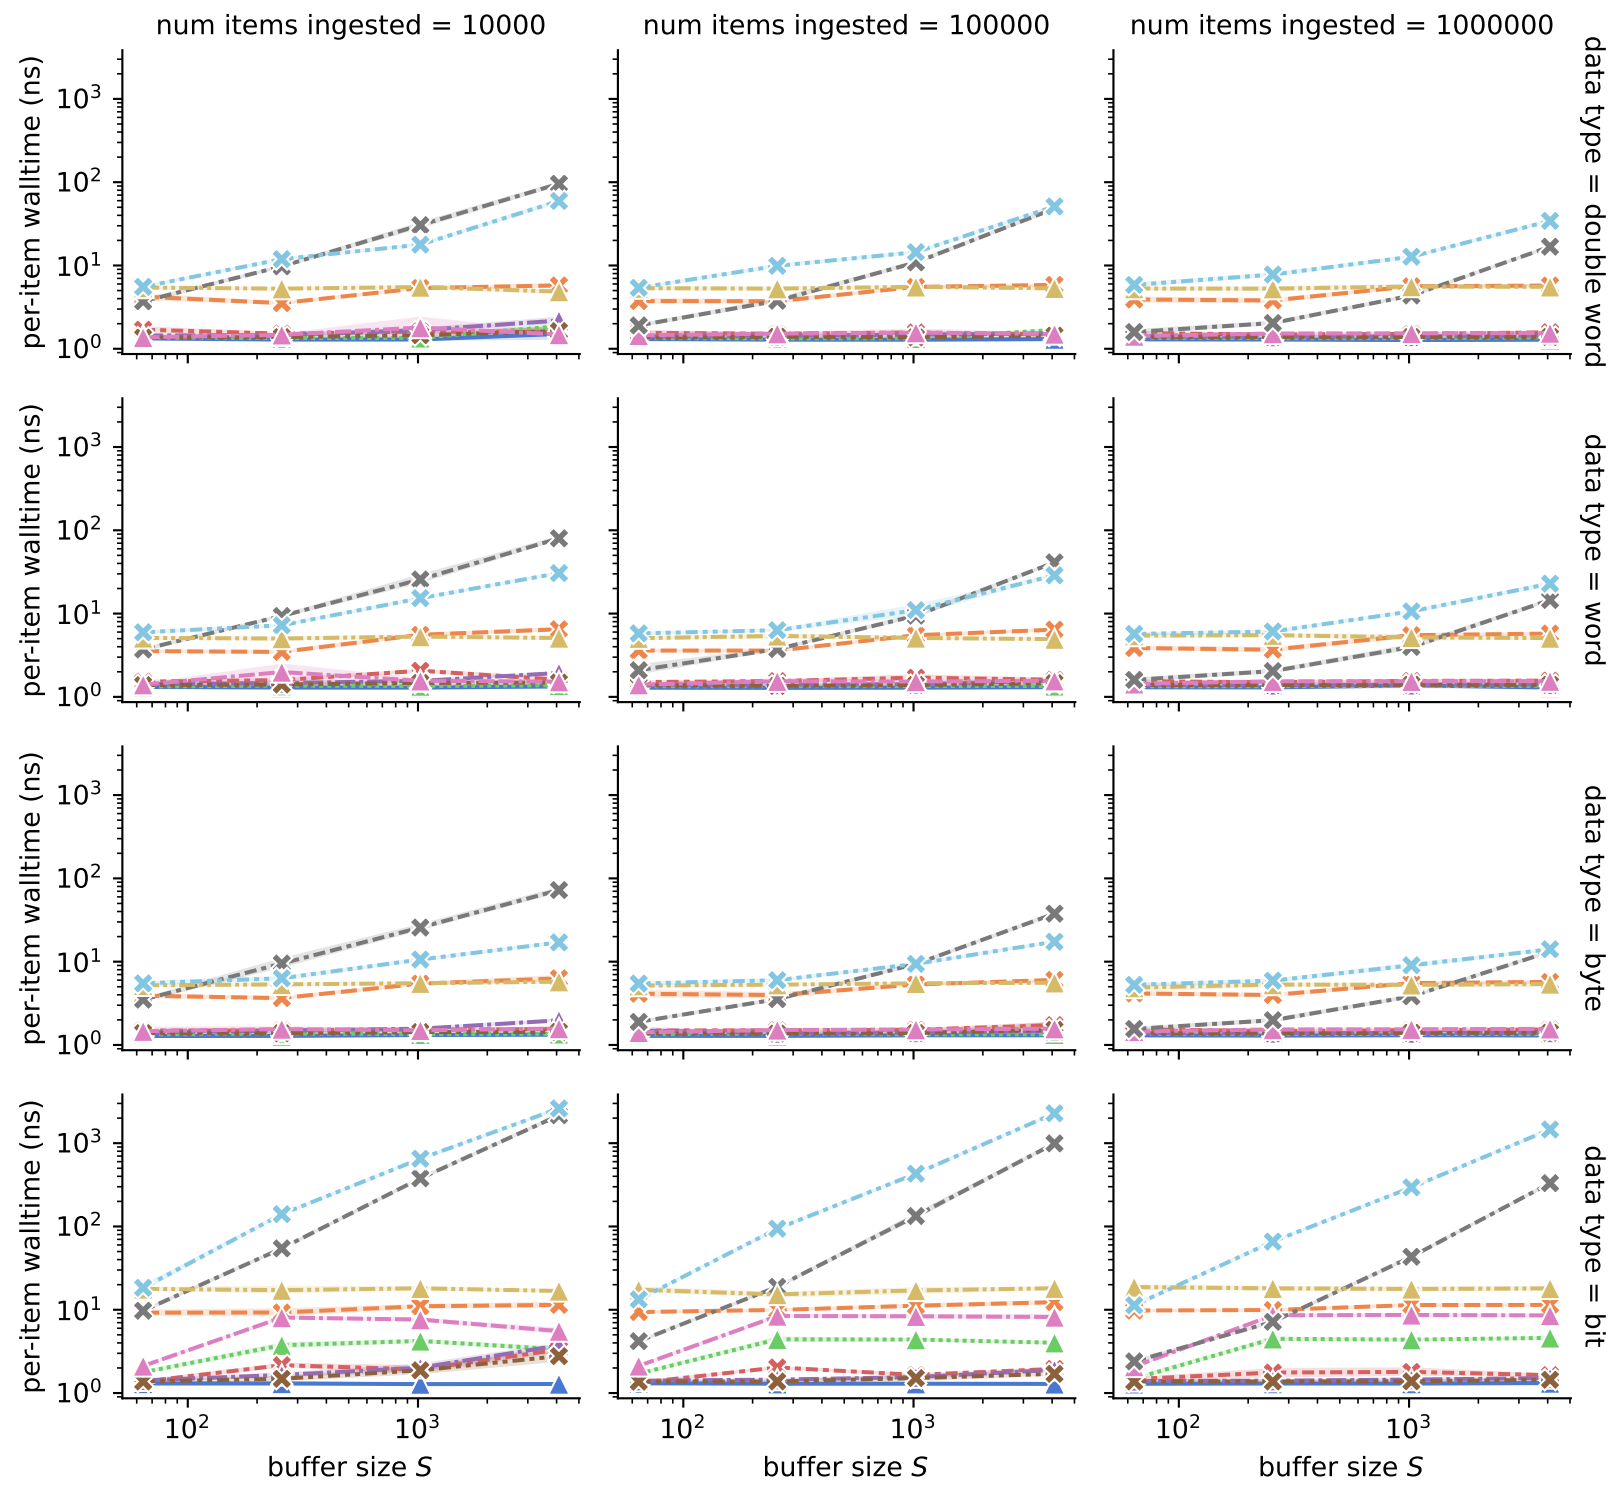 num items ingested = 10000
num items ingested = 100000
num items ingested = 1000000
per-item walltime (ns)
10³
10²
10¹
10⁰
data type = double word
per-item walltime (ns)
10³
10²
10¹
10⁰
data type = word
per-item walltime (ns)
10³
10²
10¹
10⁰
data type = byte
per-item walltime (ns)
10³
10²
10¹
10⁰
data type = bit
10² 10³
10² 10³
10² 10³
buffer size S
buffer size S
buffer size S